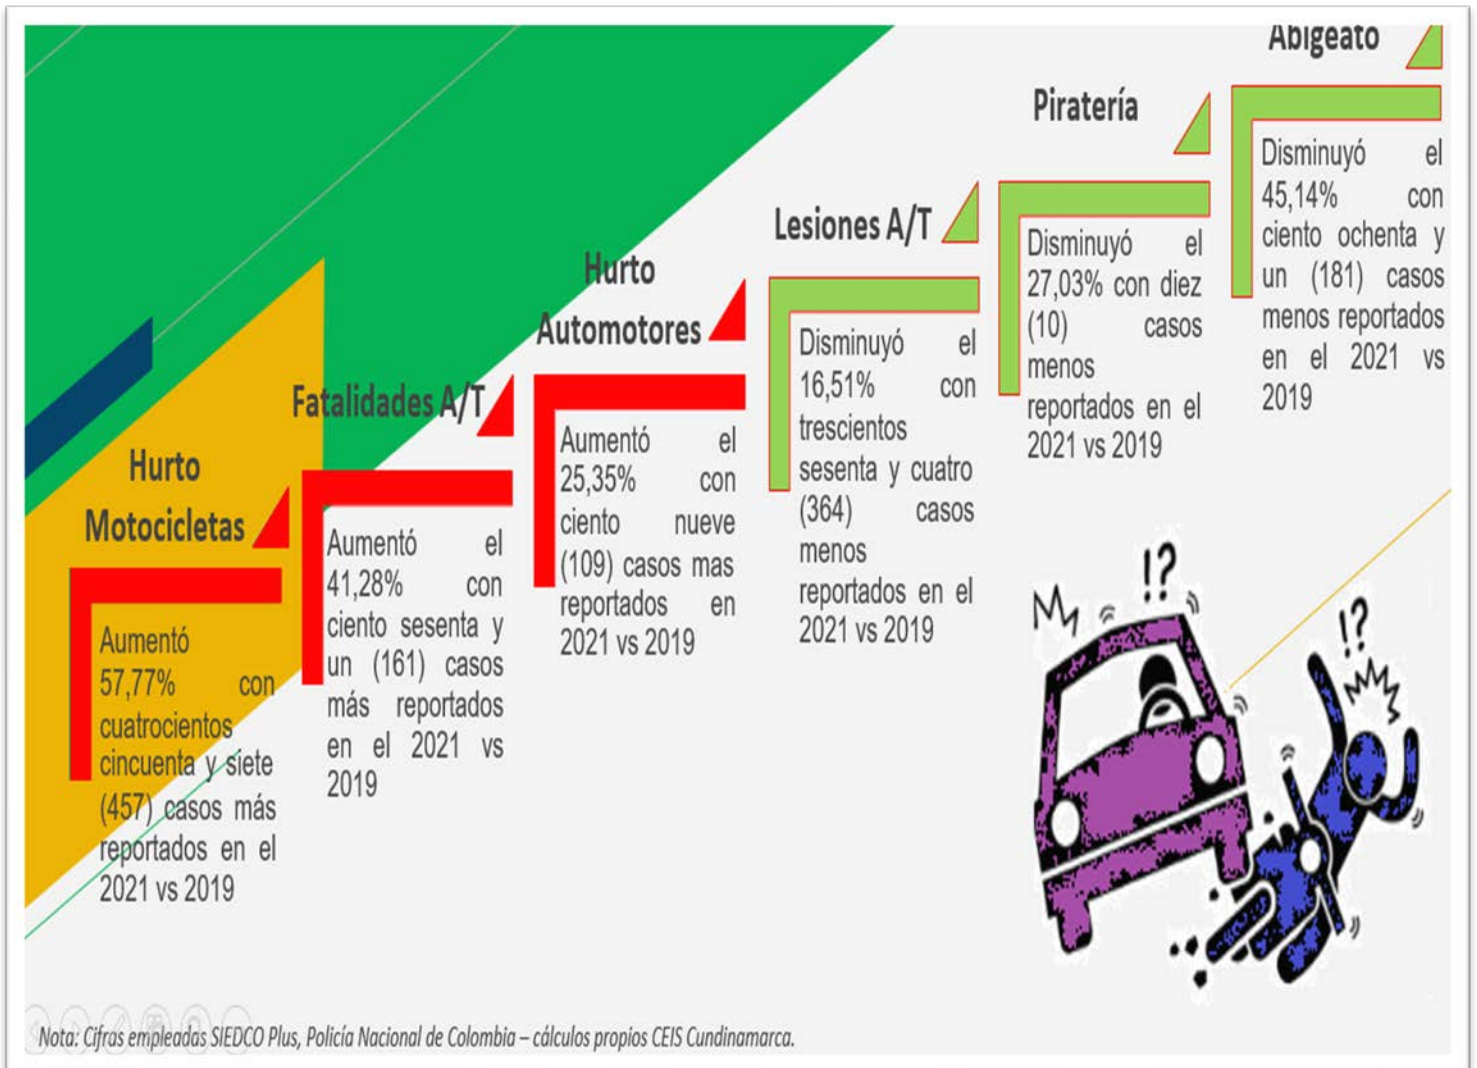 Hurto
Motocicletas
Aumentó
57,77% con
cuatrocientos
cincuenta y siete
(457) casos más
reportados en el
2021 vs 2019
Fatalidades A/T
Aumentó el
41,28% con
ciento sesenta y
un (161) casos
más reportados
en el 2021 vs
2019
Hurto
Automotores
Aumentó el
25,35% con
ciento nueve
(109) casos mas
reportados en
2021 vs 2019
Lesiones A/T
Disminuyó el
16,51% con
trescientos
sesenta y cuatro
(364) casos
menos
reportados en el
2021 vs 2019
Piratería
Disminuyó el
27,03% con diez
(10) casos
menos
reportados en el
2021 vs 2019
Abigeato
Disminuyó el
45,14% con
ciento ochenta y
un (181) casos
menos reportados
en el 2021 vs
2019
!?
!?
Nota: Cifras empleadas SIEDCO Plus, Policía Nacional de Colombia – cálculos propios CEIS Cundinamarca.